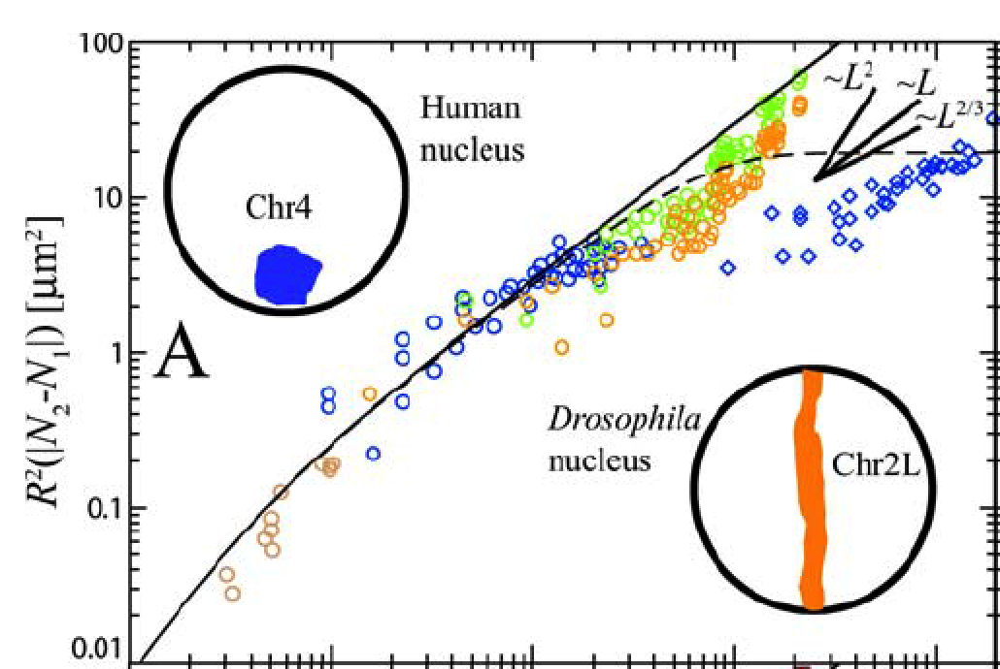 100
10
1
0.1
0.01
R²(|N₂-N₁|) [μm²]
Human
nucleus
Chr4
A
~L²
~L
~L²/³
Drosophila
nucleus
Chr2L